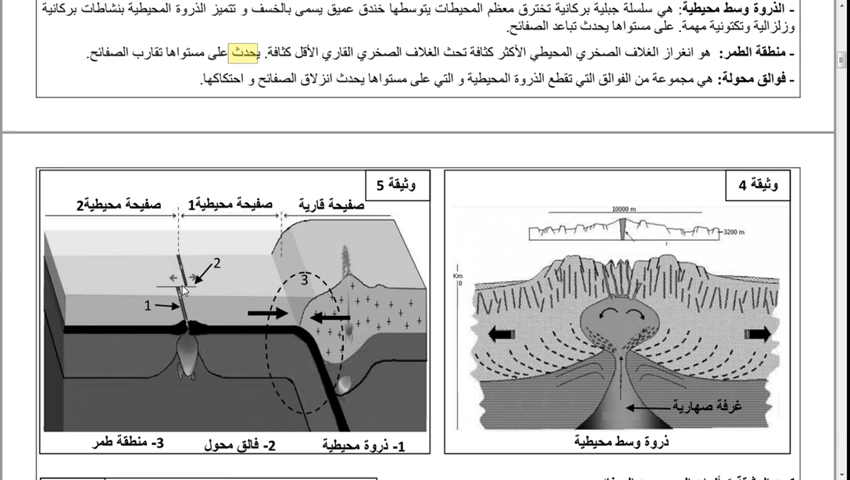 - الذروة وسط محيطية: هي سلسلة جبلية بركانية تخترق معظم المحيطات يتوسطها خندق عميق يسمى بالخسف و تتميز الذروة المحيطية بنشاطات بركانية
وزلزالية وتكتونية مهمة. على مستواها يحدث تباعد الصفائح.
- منطقة الطمر: هو انغراز الغلاف الصخري المحيطي الأكثر كثافة تحث الغلاف الصخري القاري الأقل كثافة. يحدث على مستواها تقارب الصفائح.
- فوالق محولة: هي مجموعة من الفوالق التي تقطع الذروة المحيطية و التي على مستواها يحدث انزلاق الصفائح و احتكاكها.
وثيقة 4
10000 m
3200 m
Km
0
غرفة صهارية
ذروة وسط محيطية
وثيقة 5
صفيحة قارية
صفيحة محيطية1
صفيحة محيطية2
2
3
1
1- ذروة محيطية
2- فالق محول
3- منطقة طمر